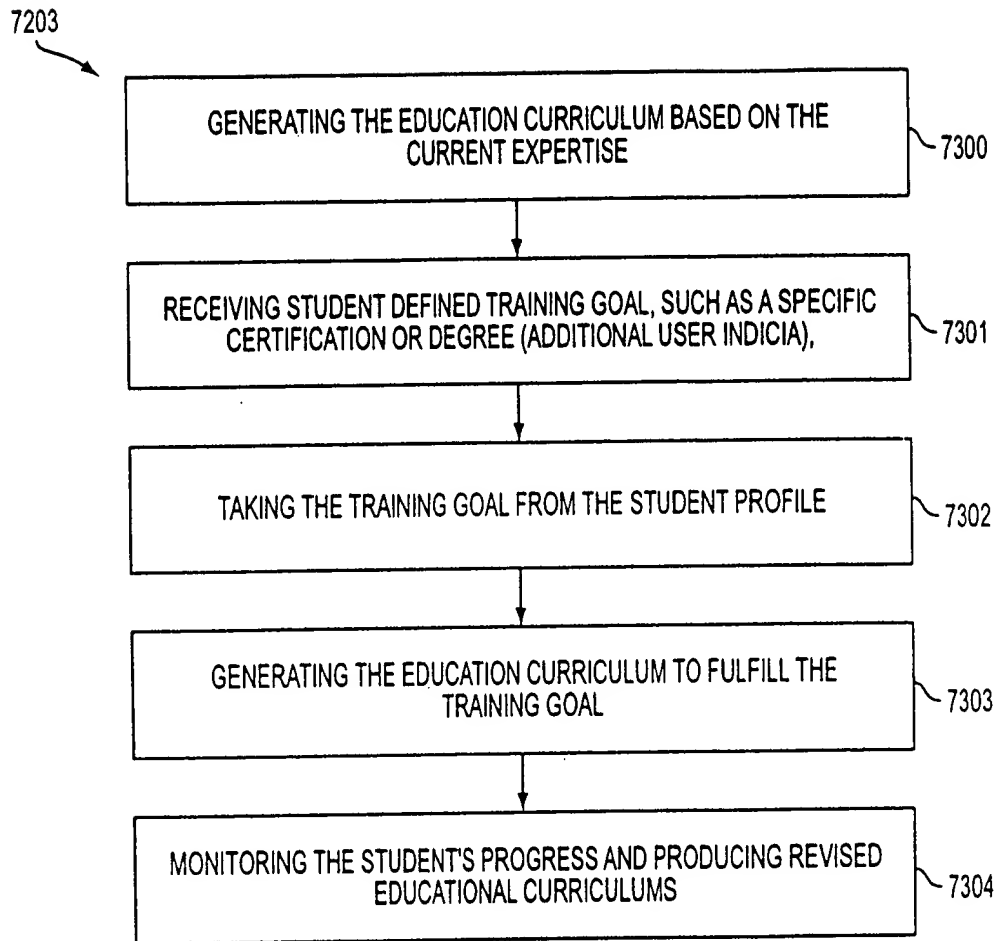 7203
GENERATING THE EDUCATION CURRICULUM BASED ON THE
CURRENT EXPERTISE
7300
RECEIVING STUDENT DEFINED TRAINING GOAL, SUCH AS A SPECIFIC
CERTIFICATION OR DEGREE (ADDITIONAL USER INDICIA),
7301
TAKING THE TRAINING GOAL FROM THE STUDENT PROFILE
7302
GENERATING THE EDUCATION CURRICULUM TO FULFILL THE
TRAINING GOAL
7303
MONITORING THE STUDENT'S PROGRESS AND PRODUCING REVISED
EDUCATIONAL CURRICULUMS
7304